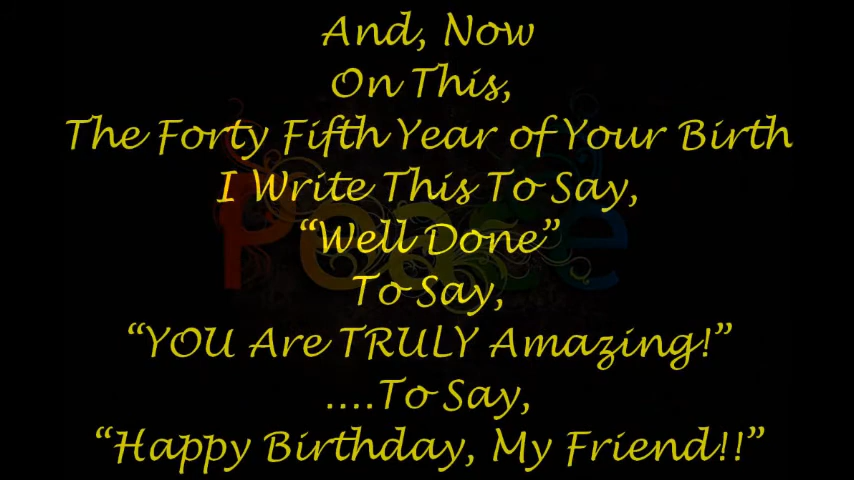 And, Now
On This,
The Forty Fifth Year of Your Birth
I Write This To Say,
“Well Done”
To Say,
“YOU Are TRULY Amazing!”
....To Say,
“Happy Birthday, My Friend!!”
Peace